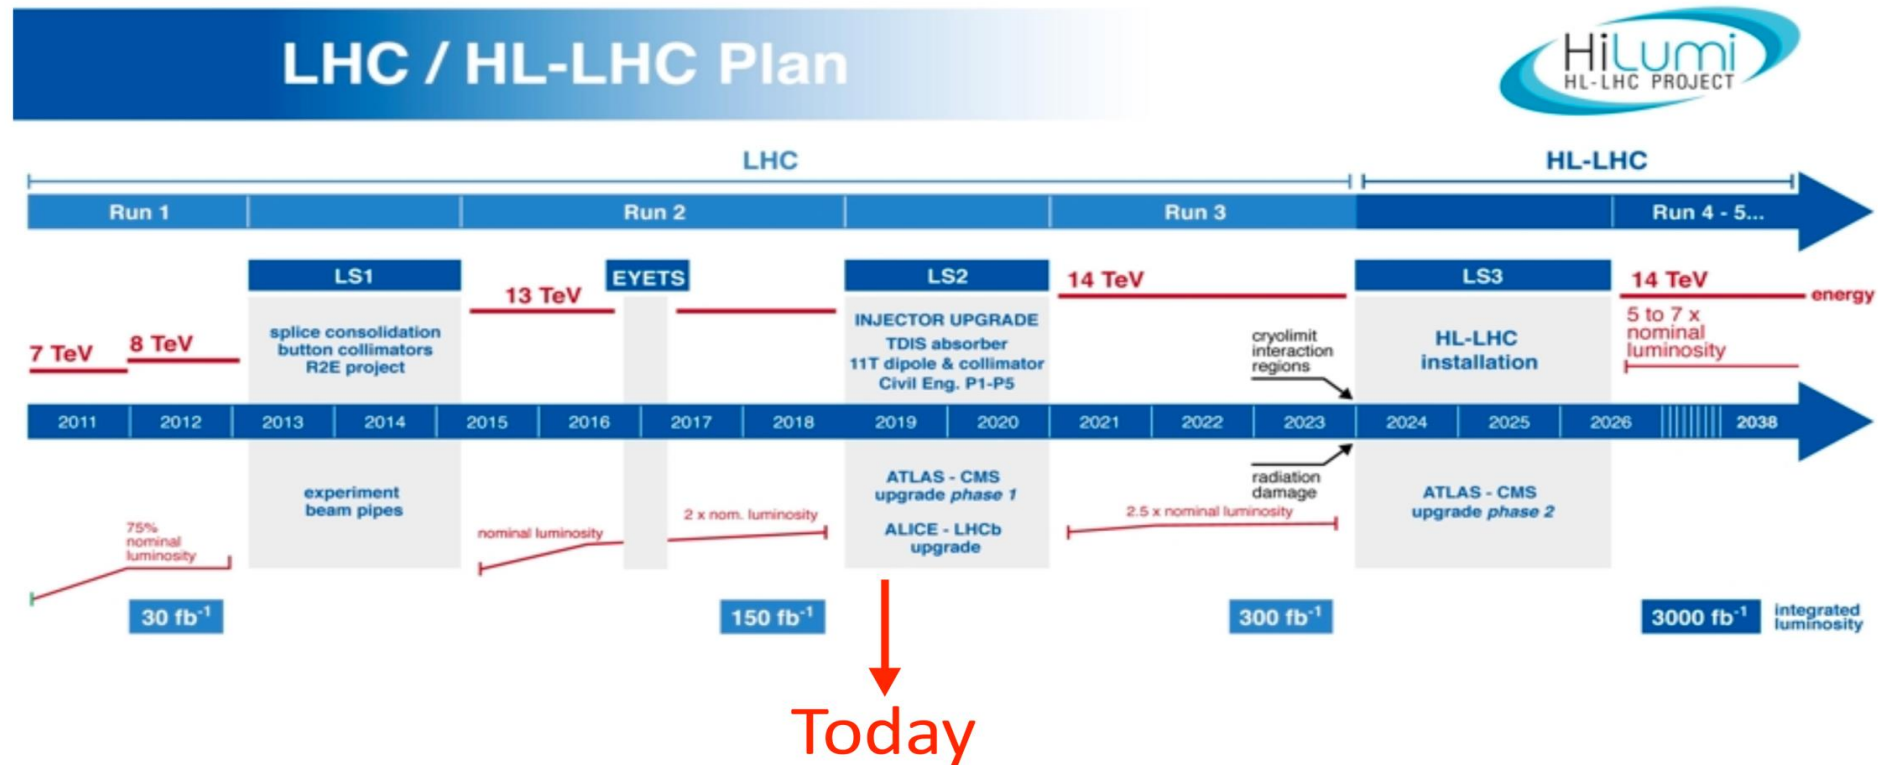 LHC / HL-LHC Plan
HiLumi
HL-LHC PROJECT
LHC
HL-LHC
Run 1
Run 2
Run 3
Run 4 - 5...
LS1
EYETS
LS2
LS3
7 TeV
8 TeV
13 TeV
14 TeV
14 TeV
energy
splice consolidation
button collimators
R2E project
INJECTOR UPGRADE
TDIS absorber
11T dipole & collimator
Civil Eng. P1-P5
cryolimit
interaction
regions
HL-LHC
installation
5 to 7 x
nominal
luminosity
2011
2012
2013
2014
2015
2016
2017
2018
2019
2020
2021
2022
2023
2024
2025
2026
2038
75%
nominal
luminosity
experiment
beam pipes
nominal luminosity
2 x nom. luminosity
ATLAS - CMS
upgrade phase 1
ALICE - LHCb
upgrade
2.5 x nominal luminosity
radiation
damage
ATLAS - CMS
upgrade phase 2
30 fb⁻¹
150 fb⁻¹
300 fb⁻¹
3000 fb⁻¹
integrated
luminosity
Today